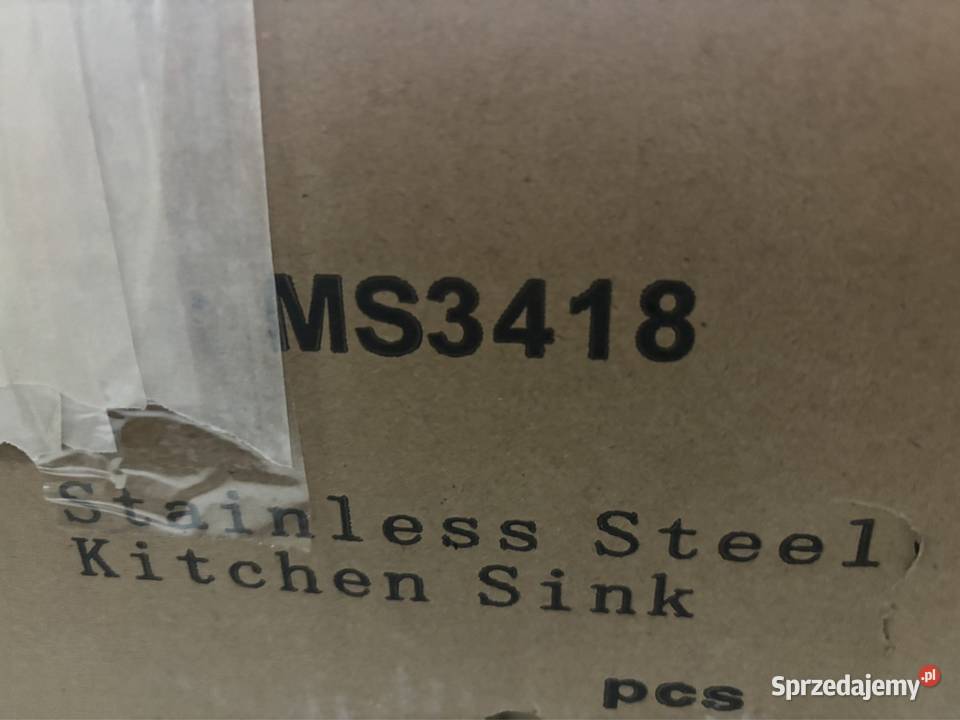 MS3418
Stainless Steel
Kitchen Sink
pcs
Sprzedajemy.pl